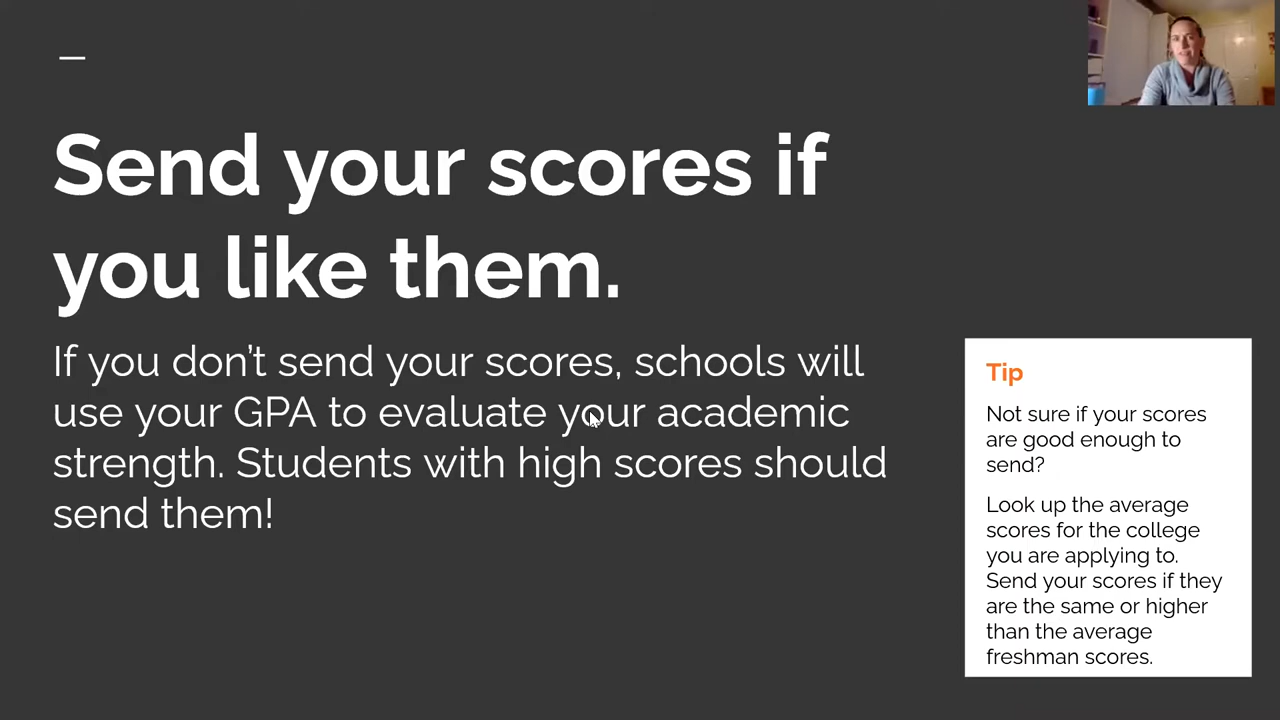 Send your scores if
you like them.
If you don't send your scores, schools will
use your GPA to evaluate your academic
strength. Students with high scores should
send them!
Tip
Not sure if your scores
are good enough to
send?
Look up the average
scores for the college
you are applying to.
Send your scores if they
are the same or higher
than the average
freshman scores.